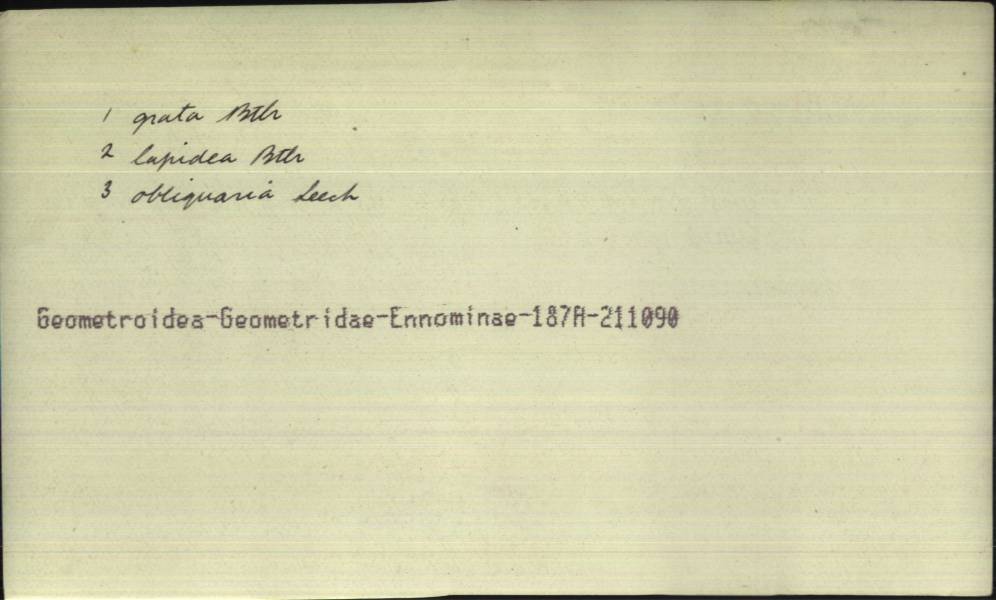 1 grata Btlr
2 lapidea Btlr
3 obliquaria Leech
Geometroidea-Geometridae-Ennominae-187A-211090